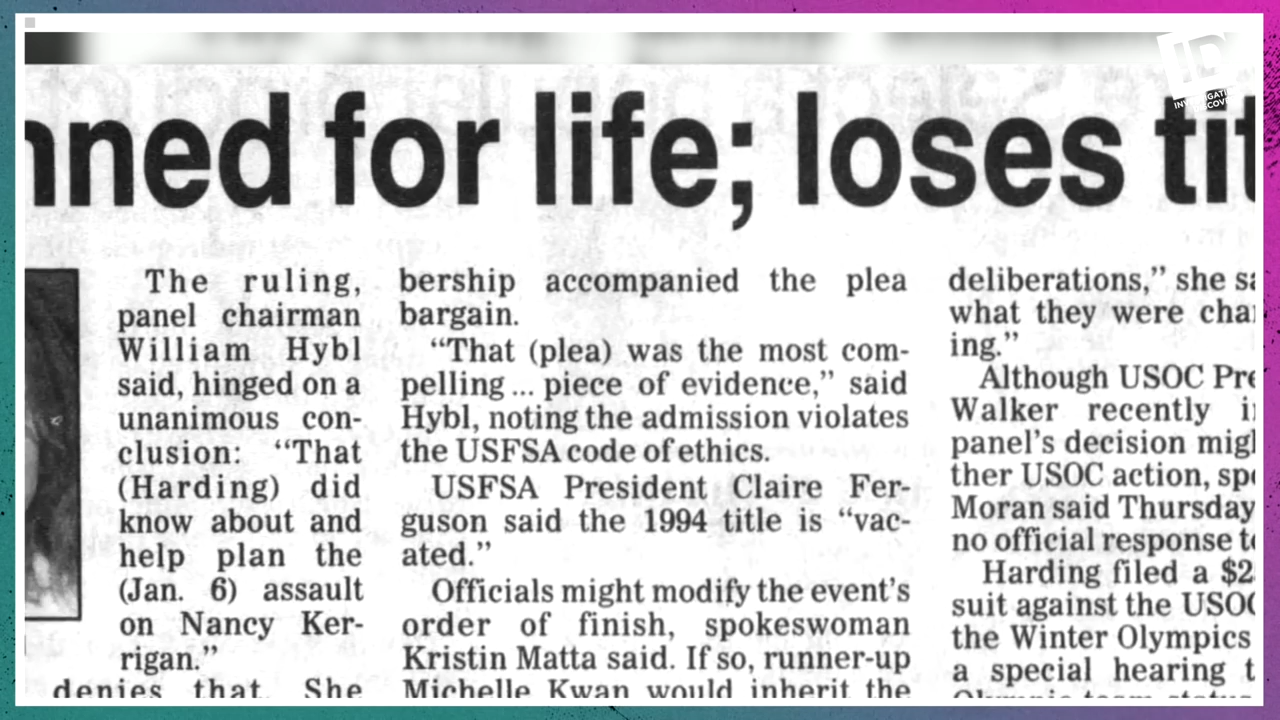 nned for life; loses tit
The ruling,
panel chairman
William Hybl
said, hinged on a
unanimous con-
clusion: “That
(Harding) did
know about and
help plan the
(Jan. 6) assault
on Nancy Ker-
rigan.”
denies that. She
bership accompanied the plea
bargain.
“That (plea) was the most com-
pelling ... piece of evidence,” said
Hybl, noting the admission violates
the USFSA code of ethics.
USFSA President Claire Fer-
guson said the 1994 title is “vac-
ated.”
Officials might modify the event’s
order of finish, spokeswoman
Kristin Matta said. If so, runner-up
Michelle Kwan would inherit the
deliberations,” she sa
what they were cha
ing.”
Although USOC Pre
Walker recently i
panel’s decision mig
ther USOC action, spe
Moran said Thursday
no official response t
Harding filed a $2
suit against the USOC
the Winter Olympics
a special hearing t
ID